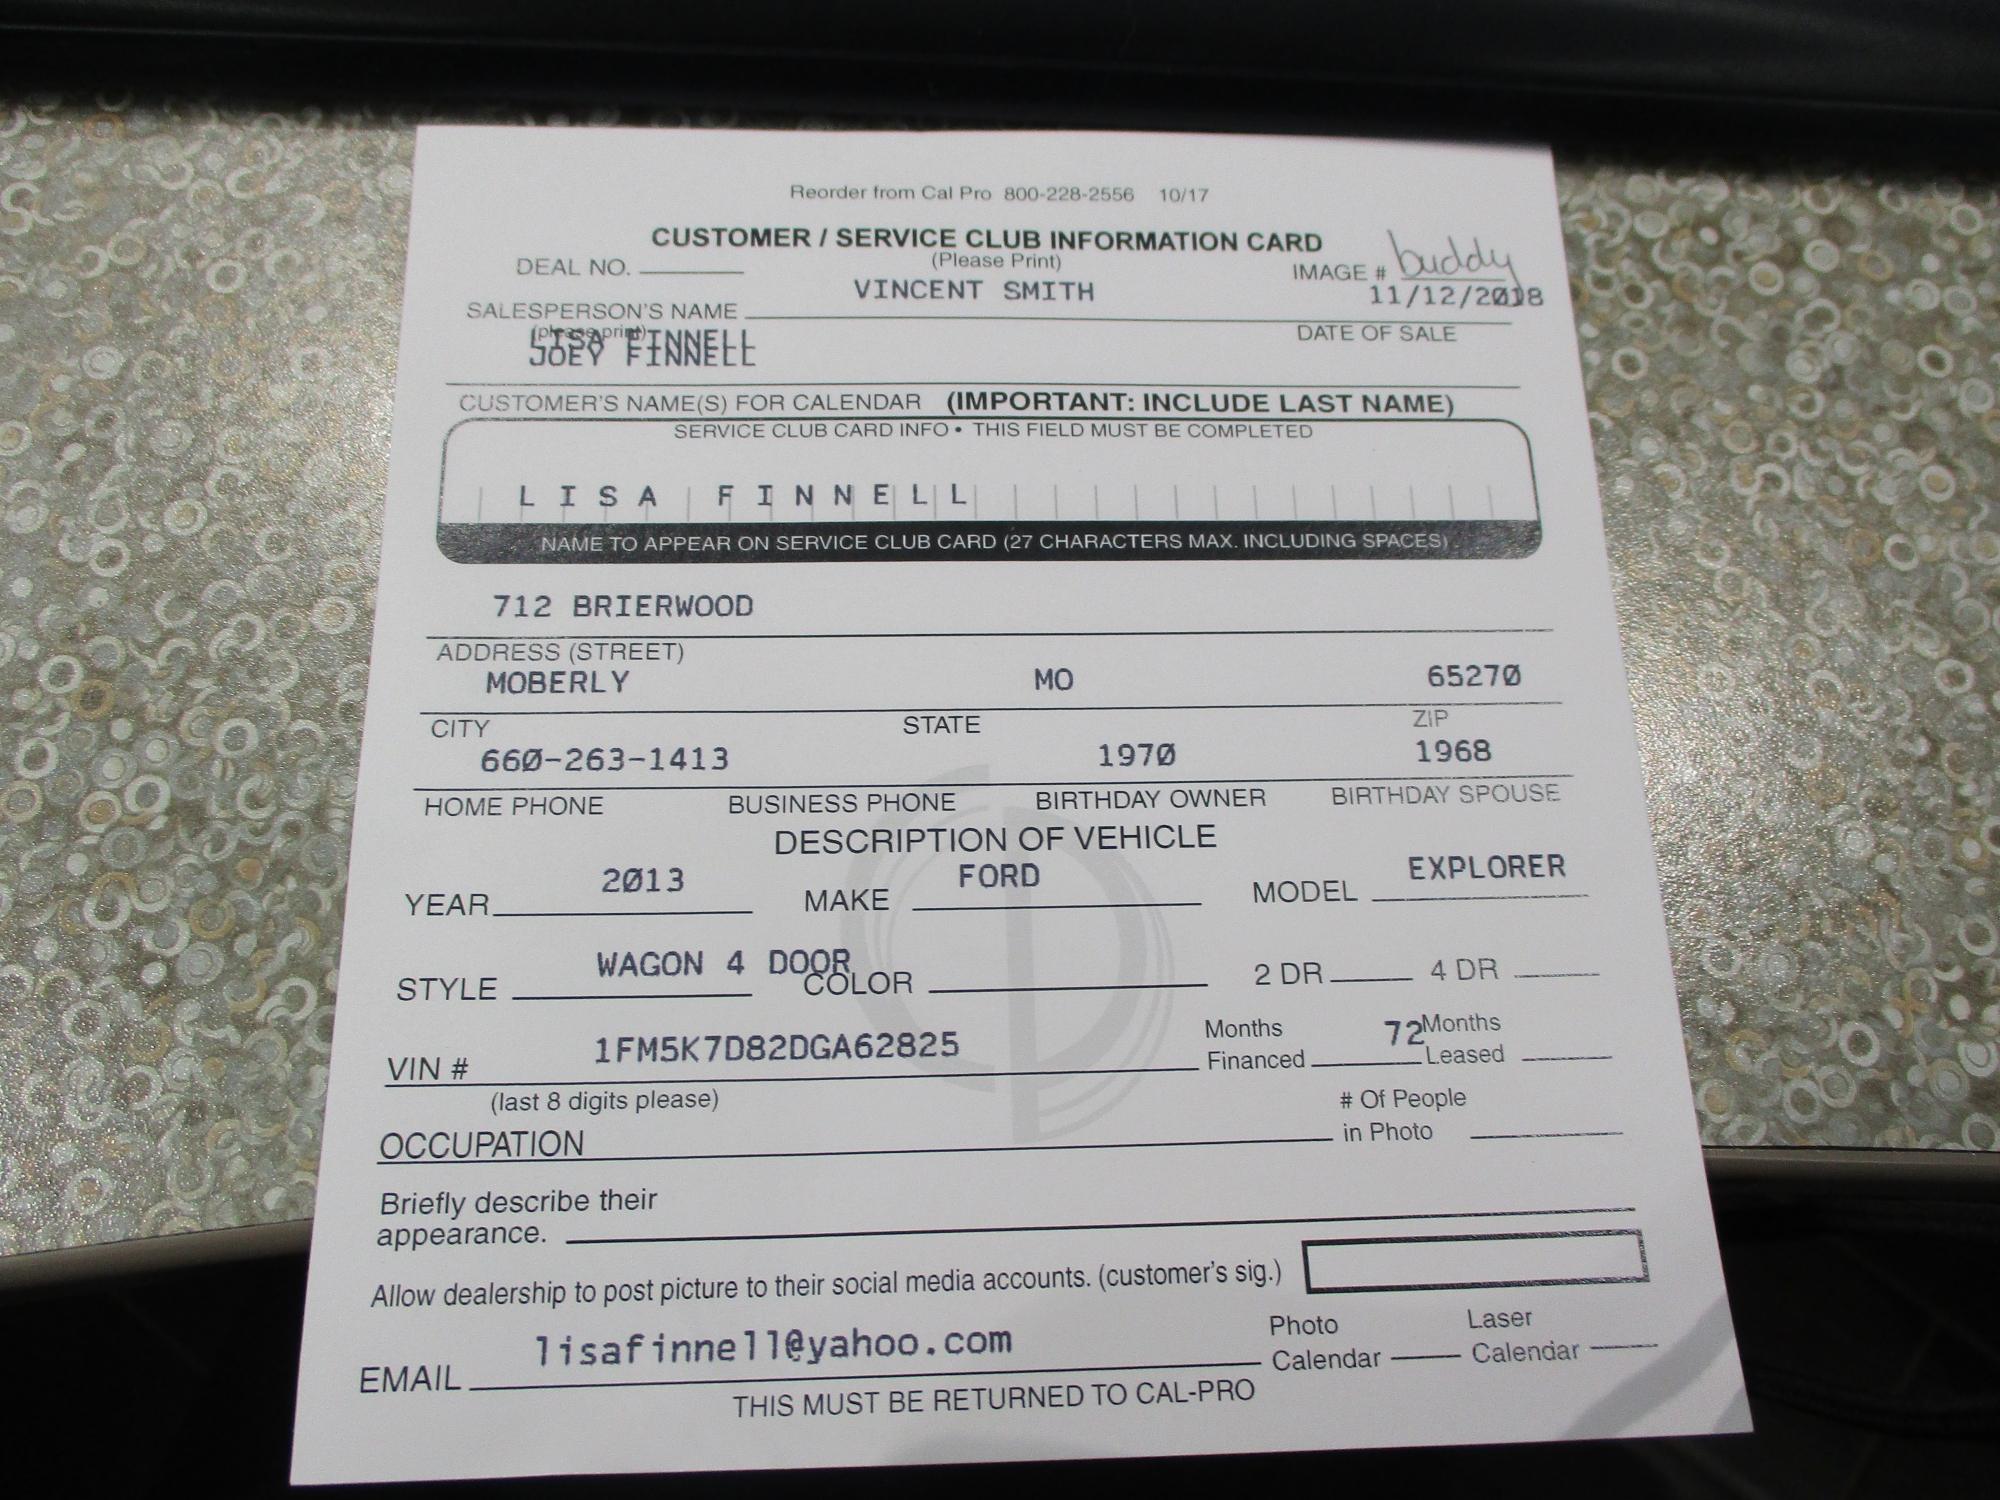 Reorder from Cal Pro 800-228-2556 10/17
CUSTOMER / SERVICE CLUB INFORMATION CARD
(Please Print)
DEAL NO.
IMAGE # buddy
VINCENT SMITH 11/12/2018
SALESPERSON'S NAME
(please print) DATE OF SALE
LISA FINNELL
JOEY FINNELL
CUSTOMER'S NAME(S) FOR CALENDAR (IMPORTANT: INCLUDE LAST NAME)
SERVICE CLUB CARD INFO • THIS FIELD MUST BE COMPLETED
LISA FINNELL
NAME TO APPEAR ON SERVICE CLUB CARD (27 CHARACTERS MAX. INCLUDING SPACES)
712 BRIERWOOD
ADDRESS (STREET)
MOBERLY MO 65270
CITY STATE ZIP
660-263-1413 1970 1968
HOME PHONE BUSINESS PHONE BIRTHDAY OWNER BIRTHDAY SPOUSE
DESCRIPTION OF VEHICLE
YEAR 2013 MAKE FORD MODEL EXPLORER
STYLE WAGON 4 DOOR COLOR 2 DR 4 DR
VIN # 1FM5K7D82DGA62825 Months Financed 72 Months Leased
(last 8 digits please)
OCCUPATION # Of People in Photo
Briefly describe their
appearance.
Allow dealership to post picture to their social media accounts. (customer's sig.)
EMAIL lisafinnell@yahoo.com Photo Calendar Laser Calendar
THIS MUST BE RETURNED TO CAL-PRO